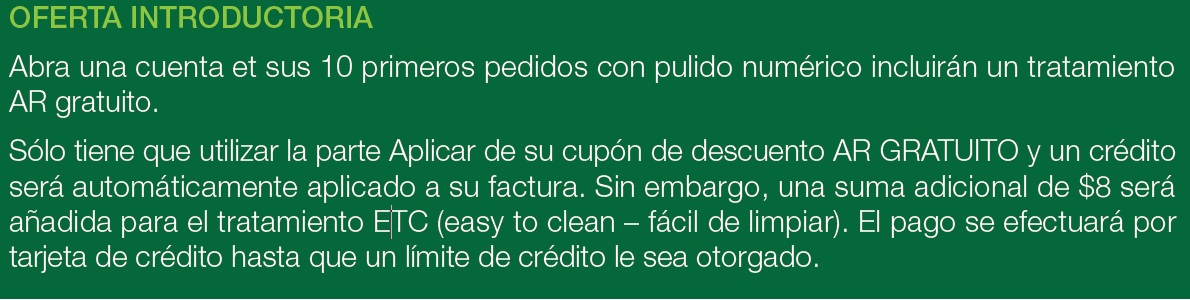 OFERTA INTRODUCTORIA
Abra una cuenta et sus 10 primeros pedidos con pulido numérico incluirán un tratamiento
AR gratuito.
Sólo tiene que utilizar la parte Aplicar de su cupón de descuento AR GRATUITO y un crédito
será automáticamente aplicado a su factura. Sin embargo, una suma adicional de $8 será
añadida para el tratamiento ETC (easy to clean – fácil de limpiar). El pago se efectuará por
tarjeta de crédito hasta que un límite de crédito le sea otorgado.